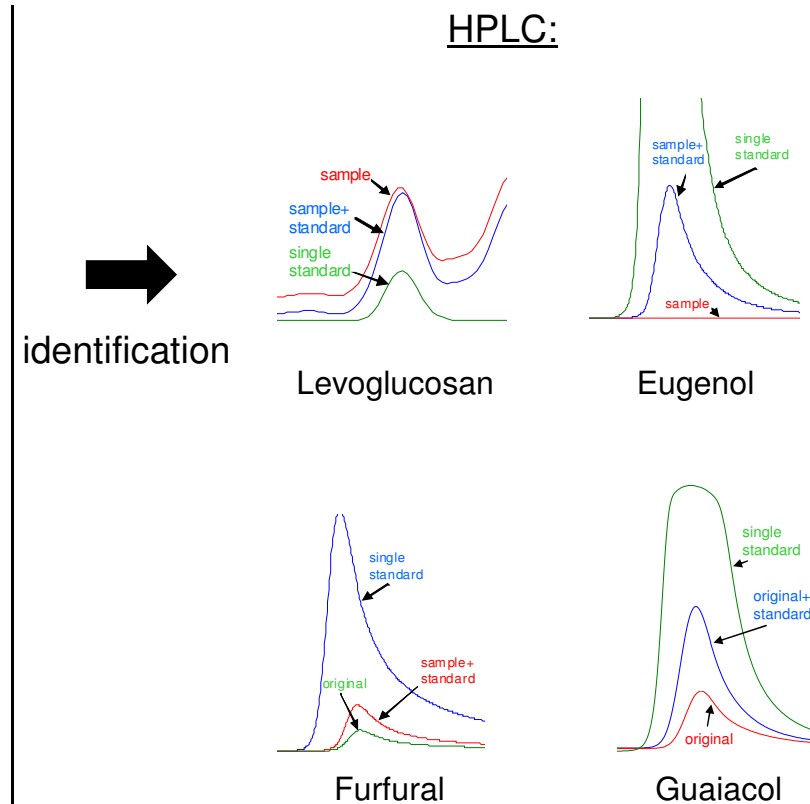 HPLC:
identification
sample
sample+
standard
single
standard
Levoglucosan
sample+
standard
single
standard
sample
Eugenol
single
standard
original
sample+
standard
Furfural
single
standard
original+
standard
original
Guaiacol